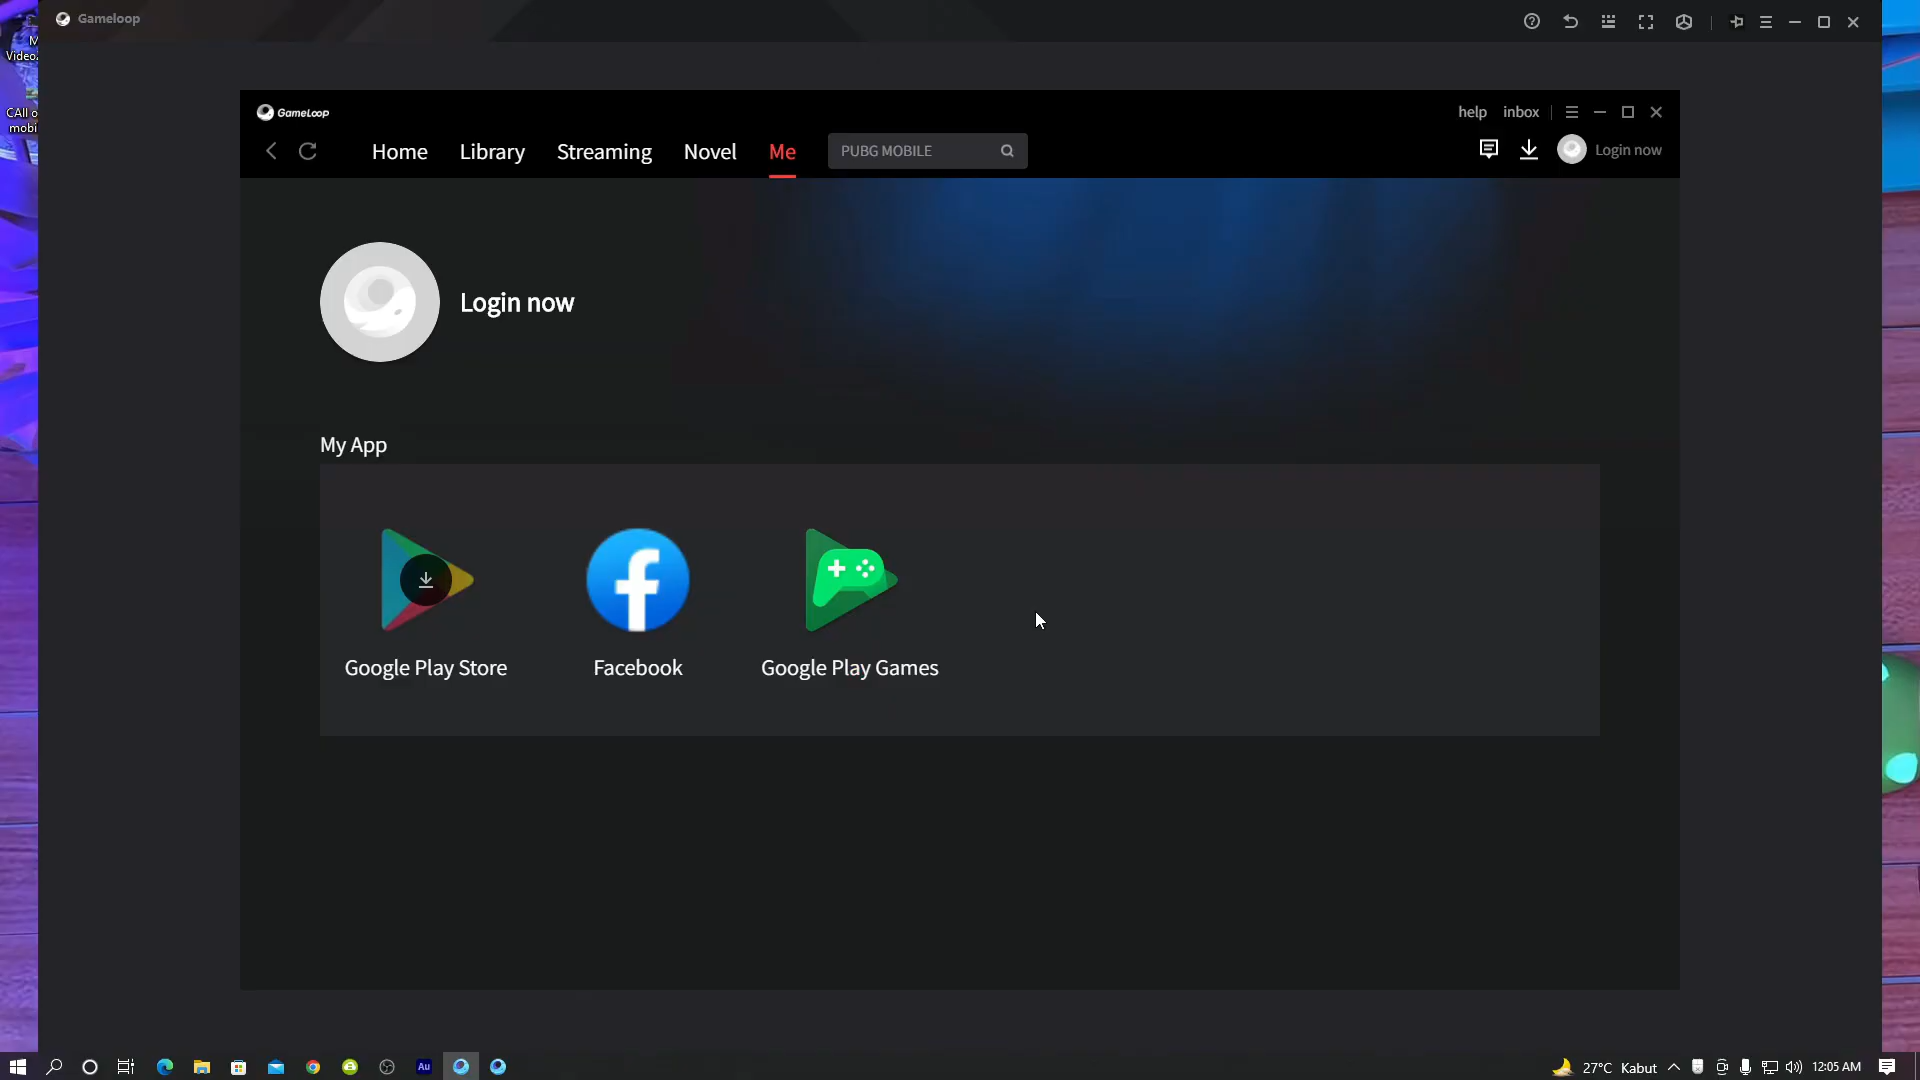 Gameloop
M
Video.
CAll o
mobi
GAMELOOP
help inbox
Home Library Streaming Novel Me PUBG MOBILE Login now
Login now
My App
Google Play Store Facebook Google Play Games
Au 27°C Kabut 12:05 AM